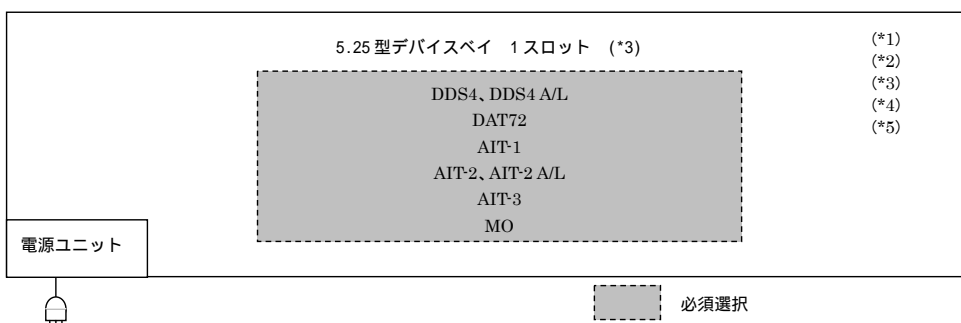 5.25型デバイスベイ 1スロット (*3)
(*1)
(*2)
(*3)
(*4)
(*5)
DDS4、DDS4 A/L
DAT72
AIT-1
AIT-2、AIT-2 A/L
AIT-3
MO
電源ユニット
必須選択